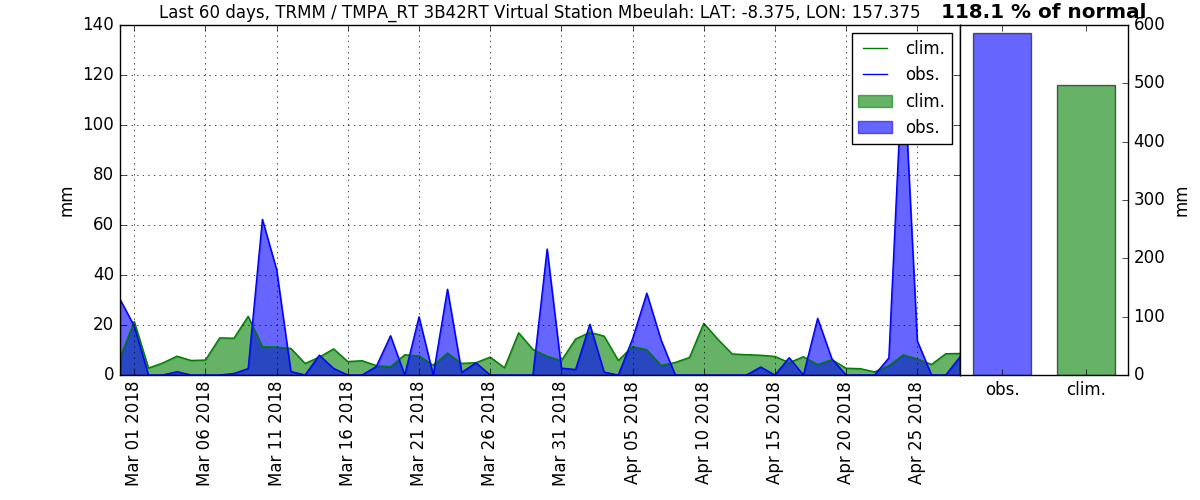 Last 60 days, TRMM / TMPA_RT 3B42RT Virtual Station Mbeulah: LAT: -8.375, LON: 157.375
118.1 % of normal
140
120
100
80
60
40
20
0
mm
clim.
obs.
clim.
obs.
Mar 01 2018
Mar 06 2018
Mar 11 2018
Mar 16 2018
Mar 21 2018
Mar 26 2018
Mar 31 2018
Apr 05 2018
Apr 10 2018
Apr 15 2018
Apr 20 2018
Apr 25 2018
600
500
400
300
200
100
0
mm
obs.
clim.